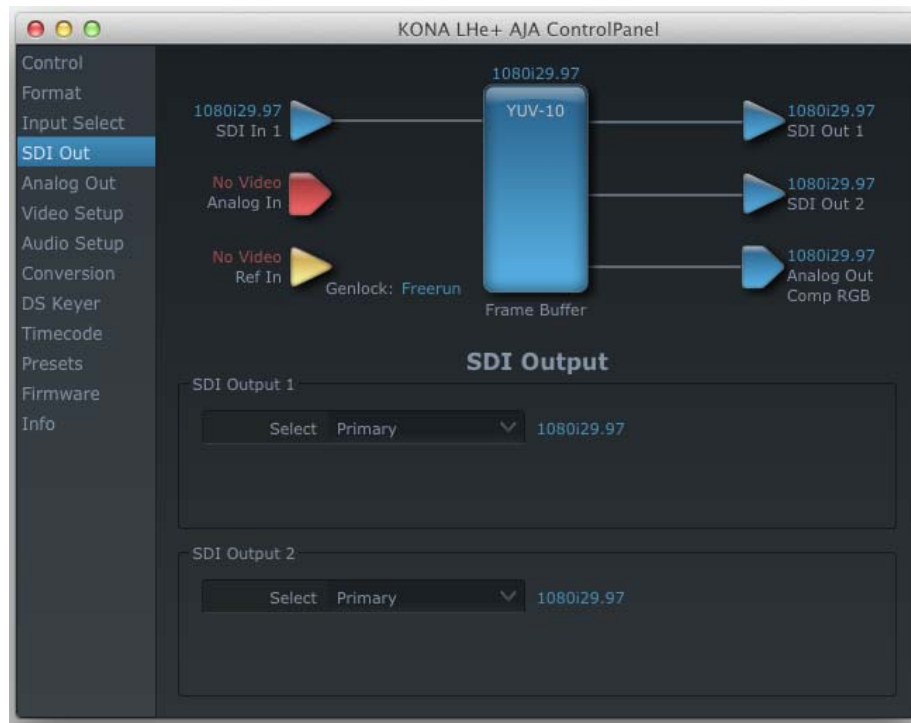 KONA LHe+ AJA ControlPanel
Control
Format
Input Select
SDI Out
Analog Out
Video Setup
Audio Setup
Conversion
DS Keyer
Timecode
Presets
Firmware
Info
1080i29.97
YUV-10
Frame Buffer
1080i29.97
SDI In 1
No Video
Analog In
No Video
Ref In
Genlock: Freerun
1080i29.97
SDI Out 1
1080i29.97
SDI Out 2
1080i29.97
Analog Out
Comp RGB
SDI Output
SDI Output 1
Select Primary 1080i29.97
SDI Output 2
Select Primary 1080i29.97